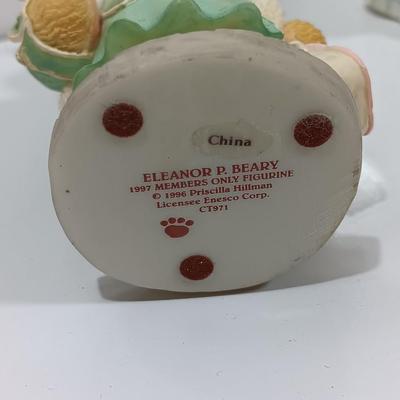 China
ELEANOR P. BEARY
1997 MEMBERS ONLY FIGURINE
© 1996 Priscilla Hillman
Licensee Enesco Corp.
CT971